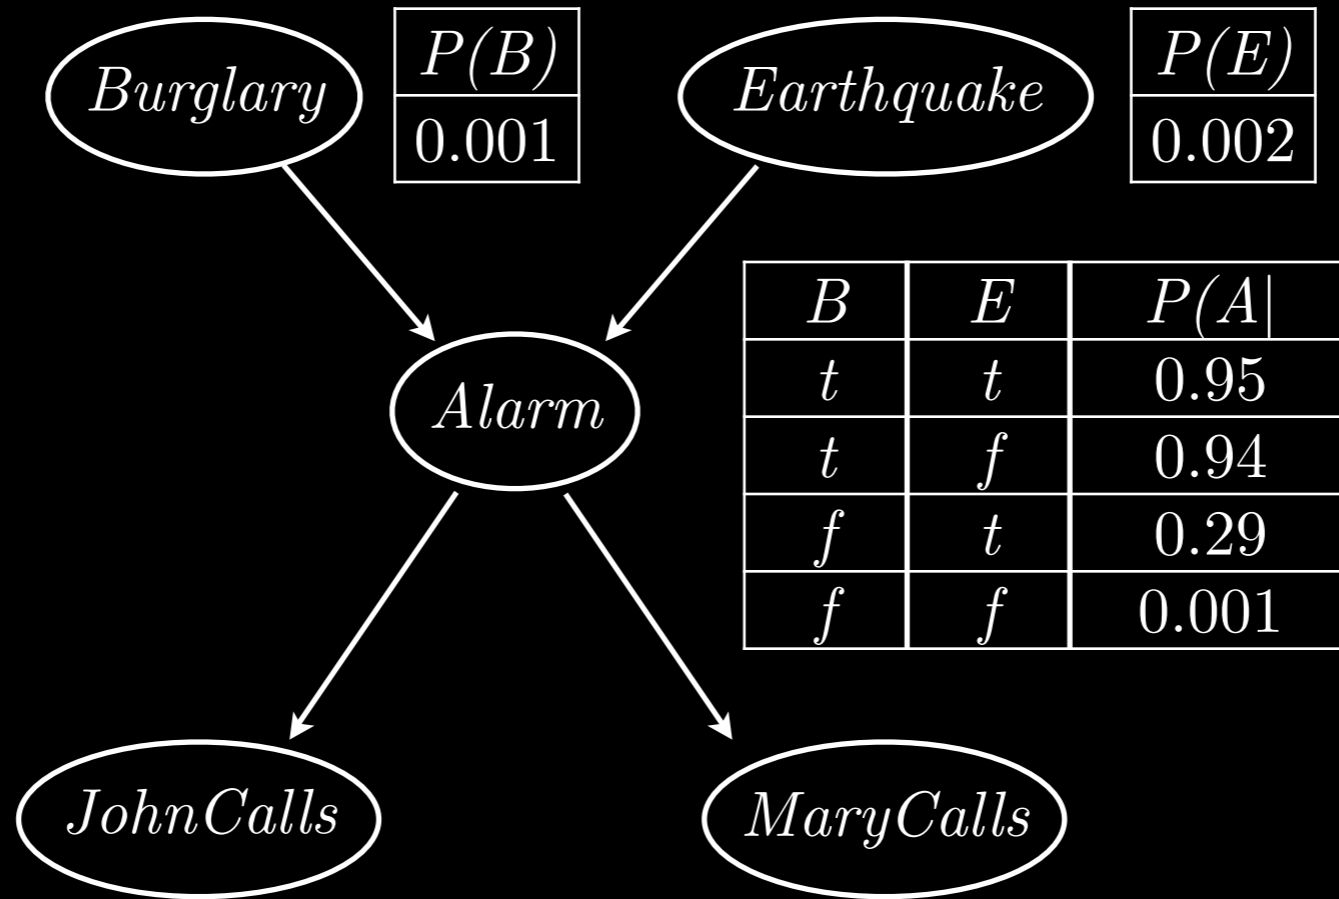 Burglary
P(B)
0.001
Earthquake
P(E)
0.002
Alarm
B E P(A|
t t 0.95
t f 0.94
f t 0.29
f f 0.001
JohnCalls
MaryCalls